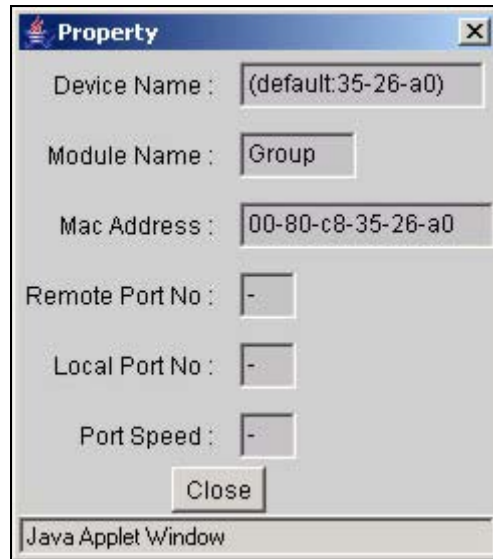 Property
Device Name : (default:35-26-a0)
Module Name : Group
Mac Address : 00-80-c8-35-26-a0
Remote Port No : -
Local Port No : -
Port Speed : -
Close
Java Applet Window